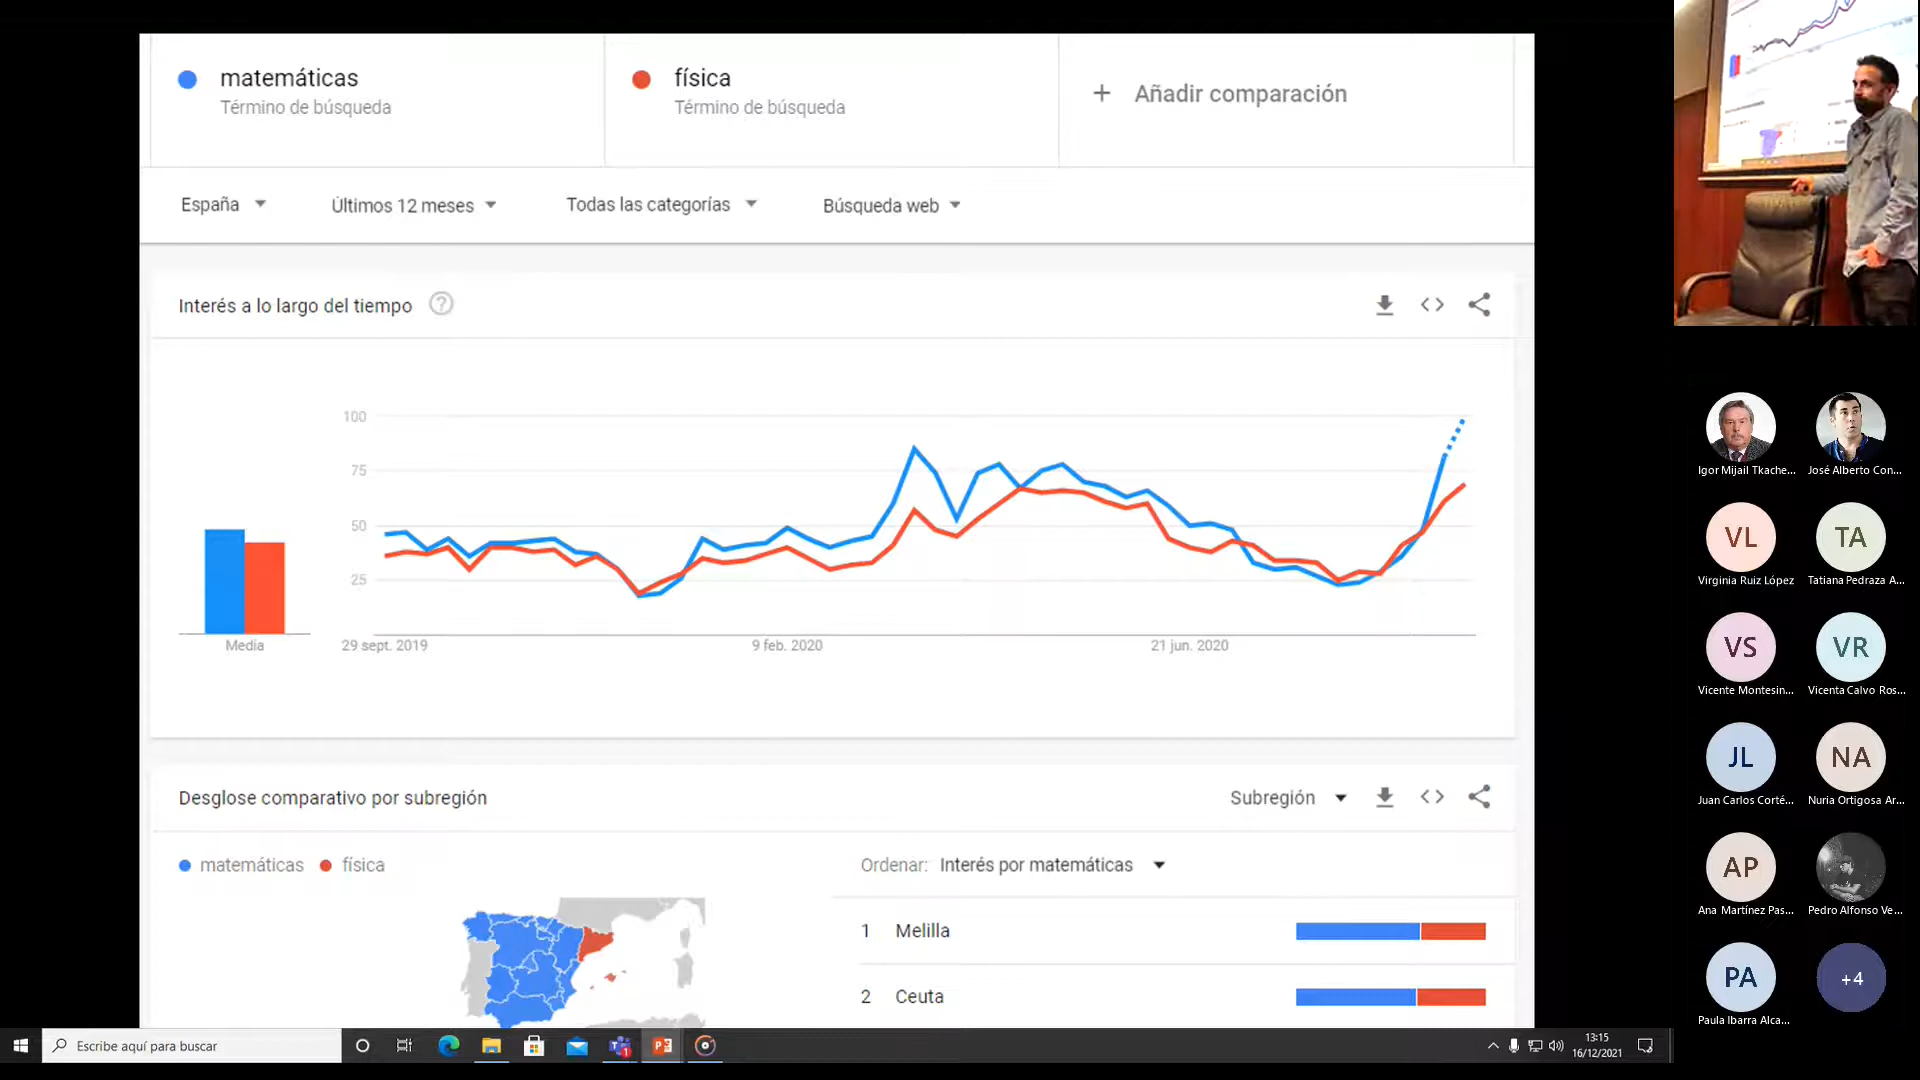 matemáticas
Término de búsqueda
física
Término de búsqueda
+ Añadir comparación
España
Últimos 12 meses
Todas las categorías
Búsqueda web
Interés a lo largo del tiempo
?
100
75
50
25
Media
29 sept. 2019
9 feb. 2020
21 jun. 2020
Desglose comparativo por subregión
Subregión
matemáticas
física
Ordenar: Interés por matemáticas
1 Melilla
2 Ceuta
Igor Mijail Tkache...
José Alberto Con...
VL
Virginia Ruiz López
TA
Tatiana Pedraza A...
VS
Vicente Montesin...
VR
Vicenta Calvo Ros...
JL
Juan Carlos Corté...
NA
Nuria Ortigosa Ar...
AP
Ana Martínez Pas...
Pedro Alfonso Ve...
PA
Paula Ibarra Alca...
+4
Escribe aquí para buscar
13:15
16/12/2021